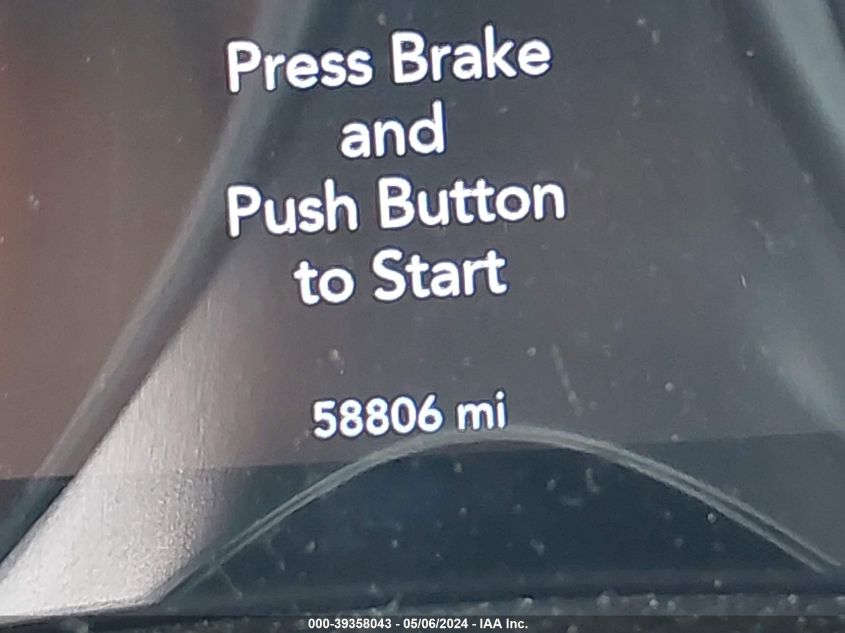 Press Brake
and
Push Button
to Start
58806 mi
000-39358043 - 05/06/2024 - IAA Inc.